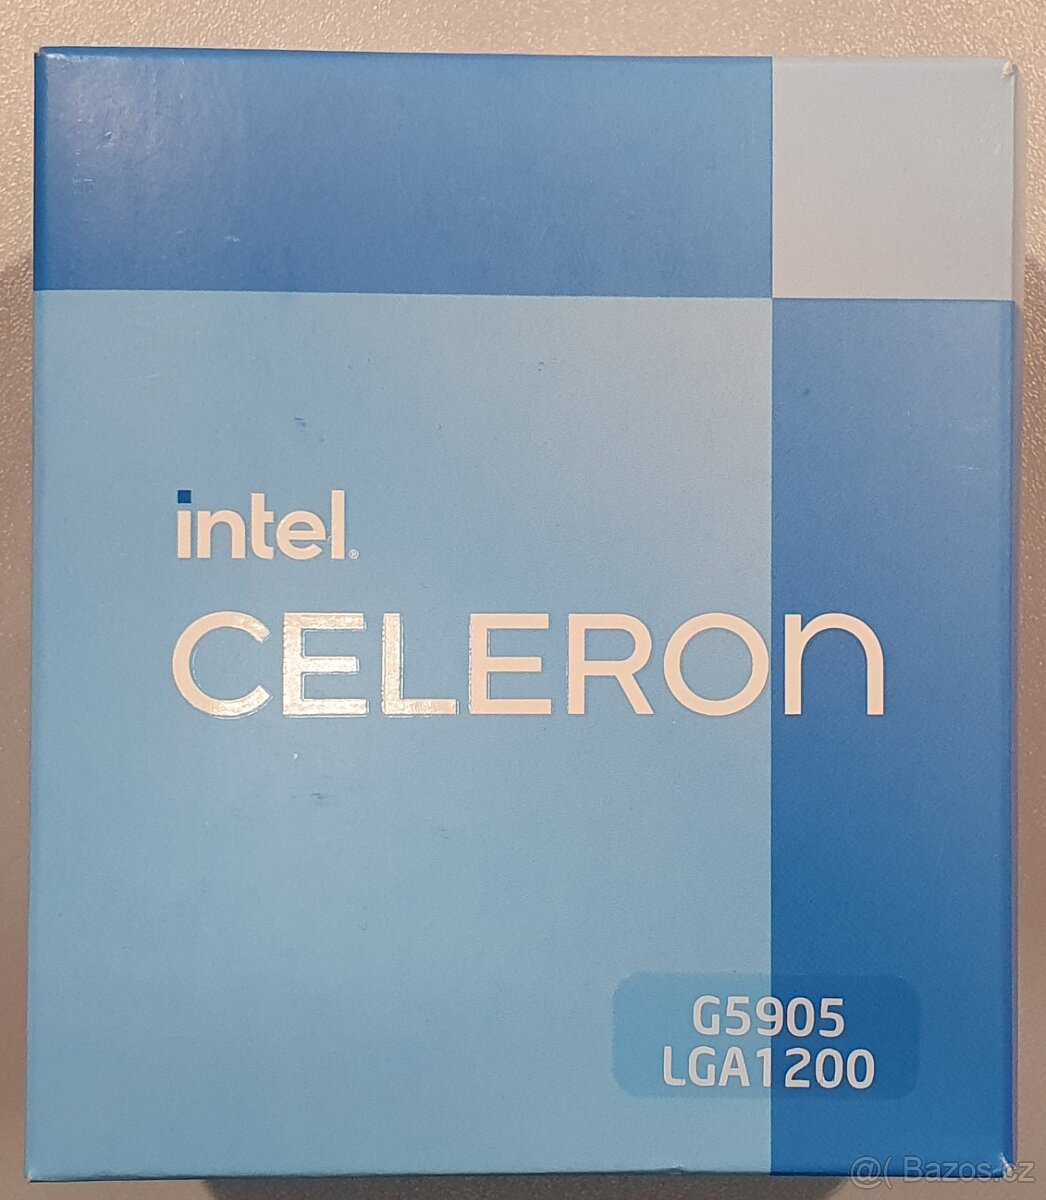 intel®
CELERON
G5905
LGA1200
@( Bazos.cz